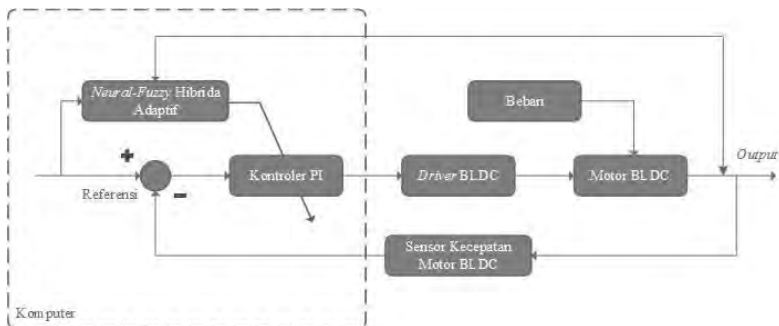 Neural-Fuzzy Hibrida
Adaptif
Beban
+
Output
Referensi
-
Kontroler PI
Driver BLDC
Motor BLDC
Sensor Kecepatan
Motor BLDC
Komputer